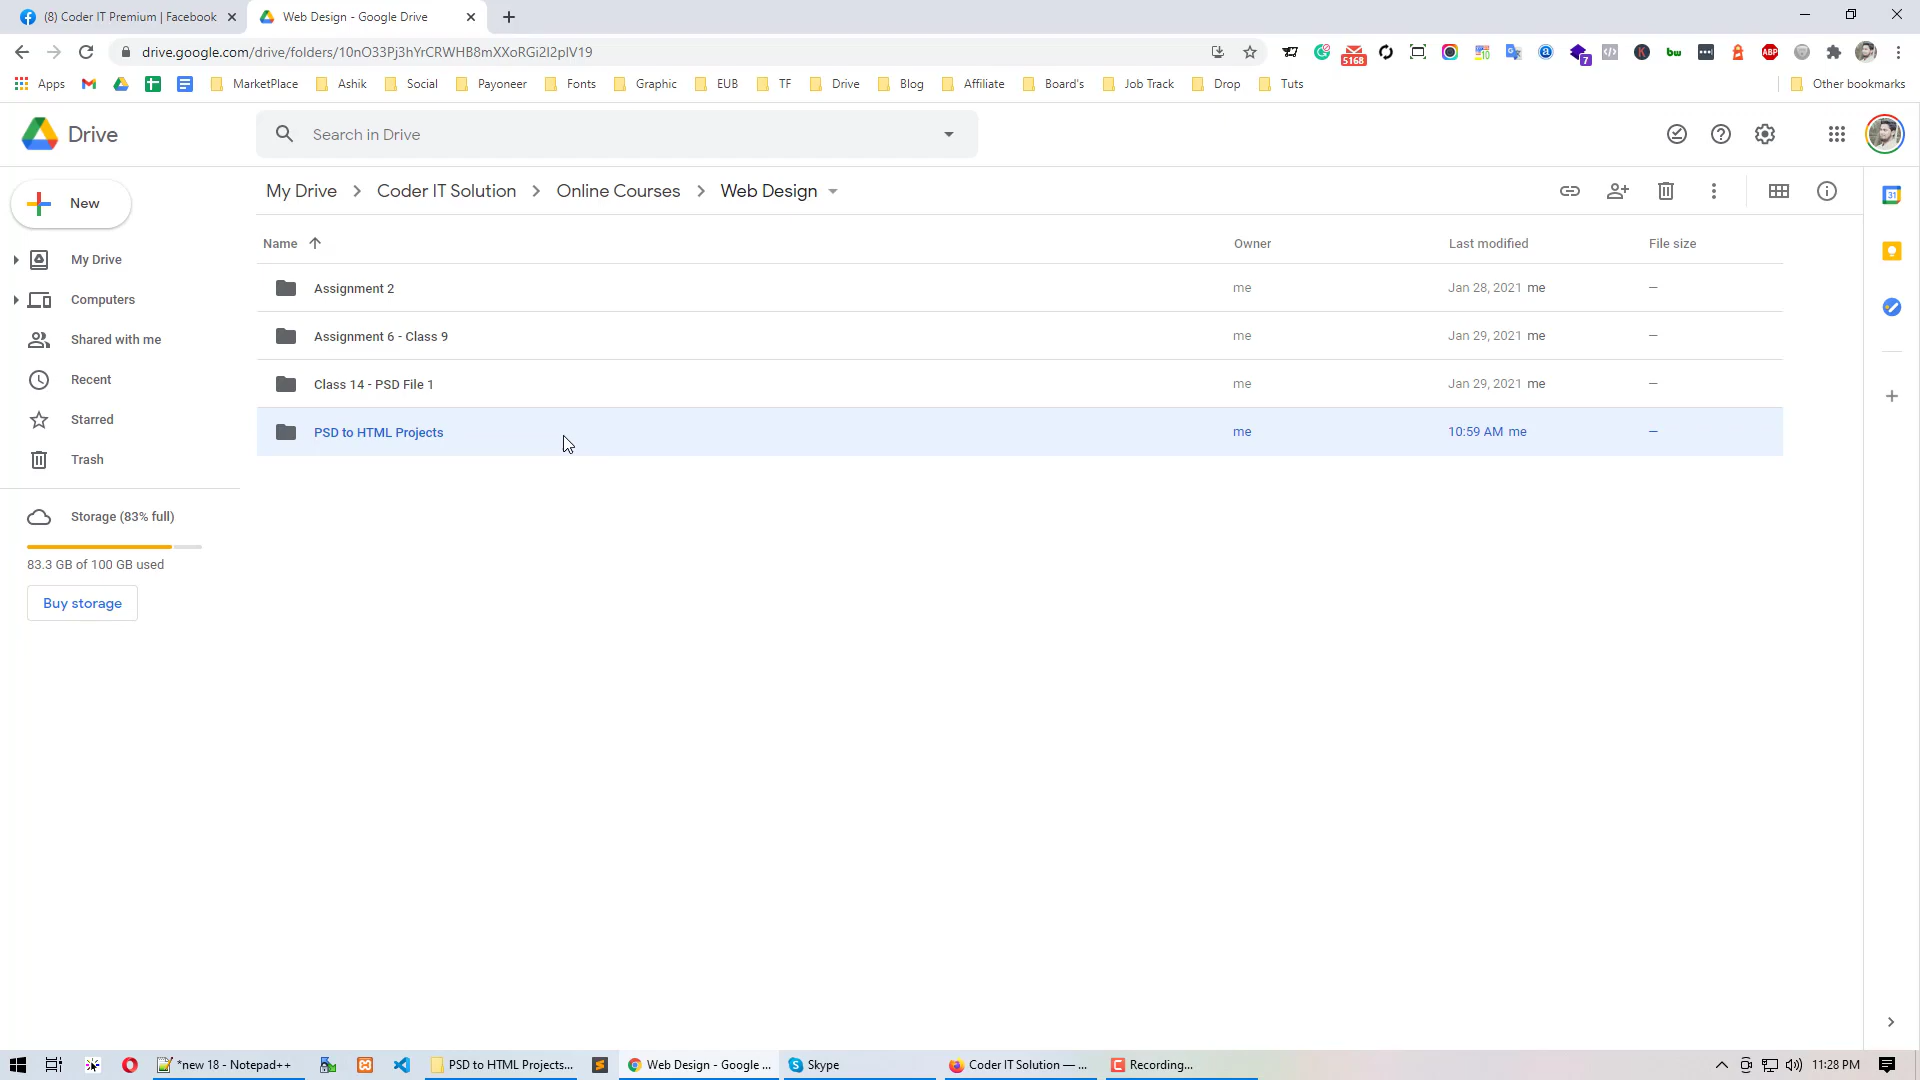 (8) Coder IT Premium | Facebook
Web Design - Google Drive
drive.google.com/drive/folders/10nO33Pj3hYrCRWHB8mXXoRGi2I2pIV19
5168
10
7
ABP
bw
Apps
MarketPlace
Ashik
Social
Payoneer
Fonts
Graphic
EUB
TF
Drive
Blog
Affiliate
Board's
Job Track
Drop
Tuts
Other bookmarks
Drive
Search in Drive
New
My Drive
Computers
Shared with me
Recent
Starred
Trash
Storage (83% full)
83.3 GB of 100 GB used
Buy storage
My Drive > Coder IT Solution > Online Courses > Web Design
Name Owner Last modified File size
Assignment 2 me Jan 28, 2021 me —
Assignment 6 - Class 9 me Jan 29, 2021 me —
Class 14 - PSD File 1 me Jan 29, 2021 me —
PSD to HTML Projects me 10:59 AM me —
31
*new 18 - Notepad++
PSD to HTML Projects...
Web Design - Google ...
Skype
Coder IT Solution — ...
Recording...
11:28 PM